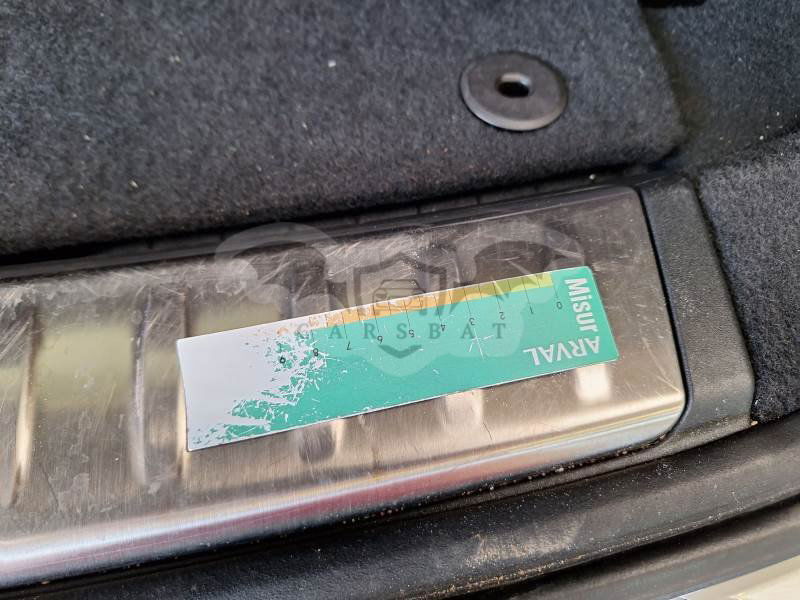 Misur
ARVAL
0 1 2 3 4 5 6 7 8 9
CARSBAT